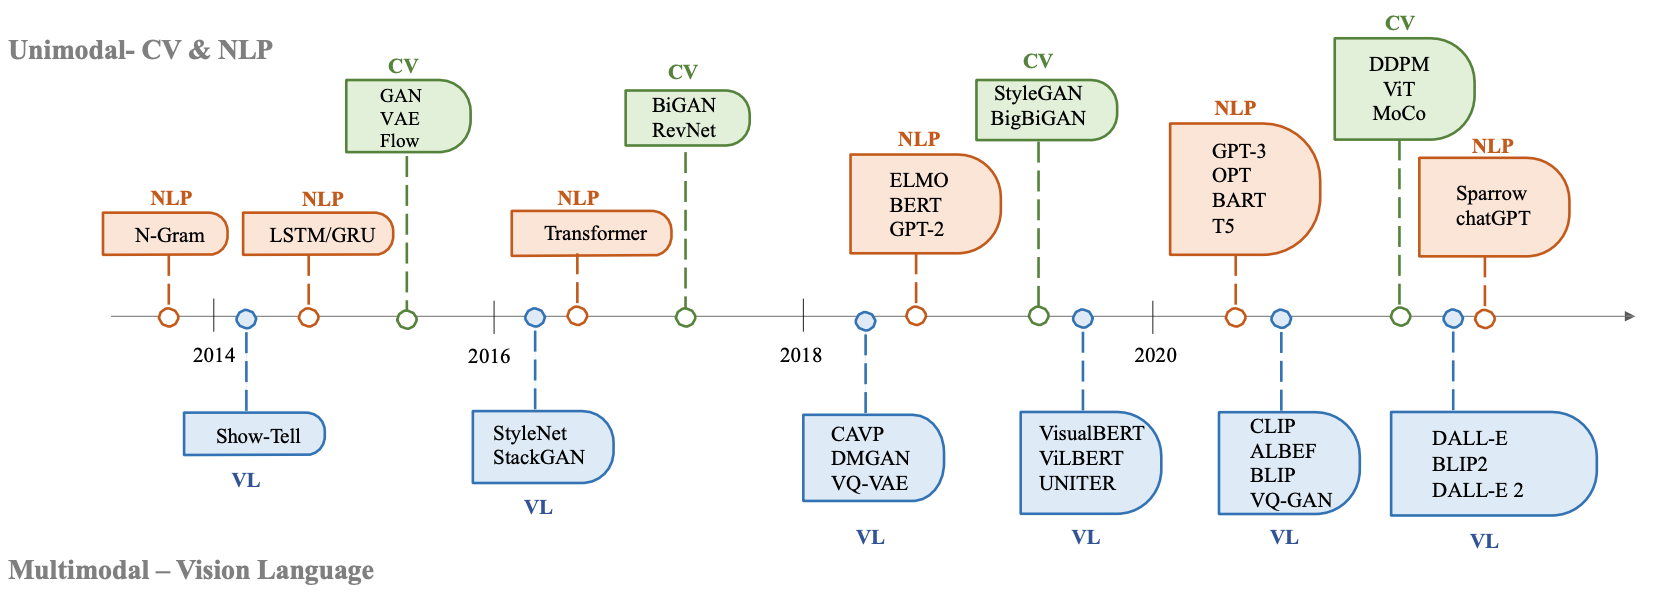 Unimodal- CV & NLP
NLP
N-Gram
NLP
LSTM/GRU
CV
GAN
VAE
Flow
NLP
Transformer
CV
BiGAN
RevNet
NLP
ELMO
BERT
GPT-2
CV
StyleGAN
BigBiGAN
NLP
GPT-3
OPT
BART
T5
CV
DDPM
ViT
MoCo
NLP
Sparrow
chatGPT
2014
2016
2018
2020
Show-Tell
VL
StyleNet
StackGAN
VL
CAVP
DMGAN
VQ-VAE
VL
VisualBERT
ViLBERT
UNITER
VL
CLIP
ALBEF
BLIP
VQ-GAN
VL
DALL-E
BLIP2
DALL-E 2
VL
Multimodal – Vision Language